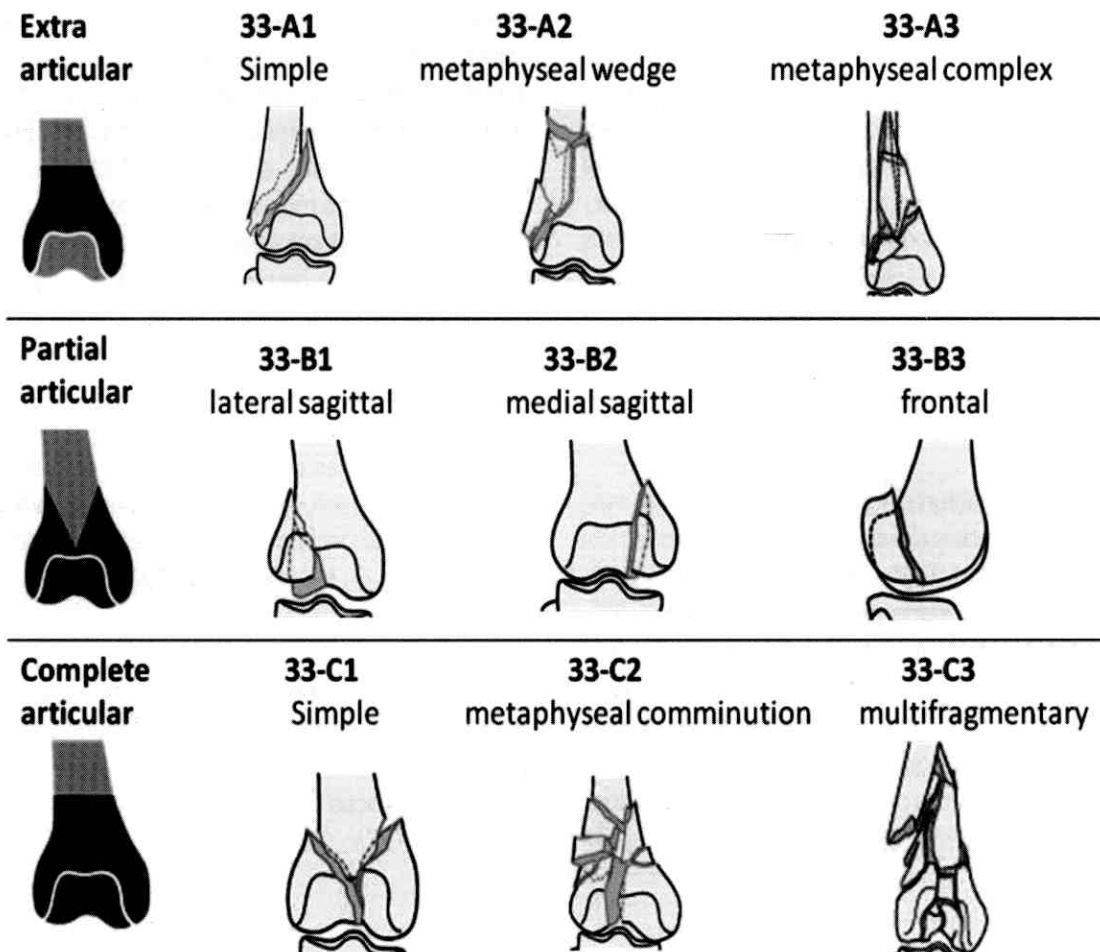 Extra
articular
33-A1
Simple
33-A2
metaphyseal wedge
33-A3
metaphyseal complex
Partial
articular
33-B1
lateral sagittal
33-B2
medial sagittal
33-B3
frontal
Complete
articular
33-C1
Simple
33-C2
metaphyseal comminution
33-C3
multifragmentary